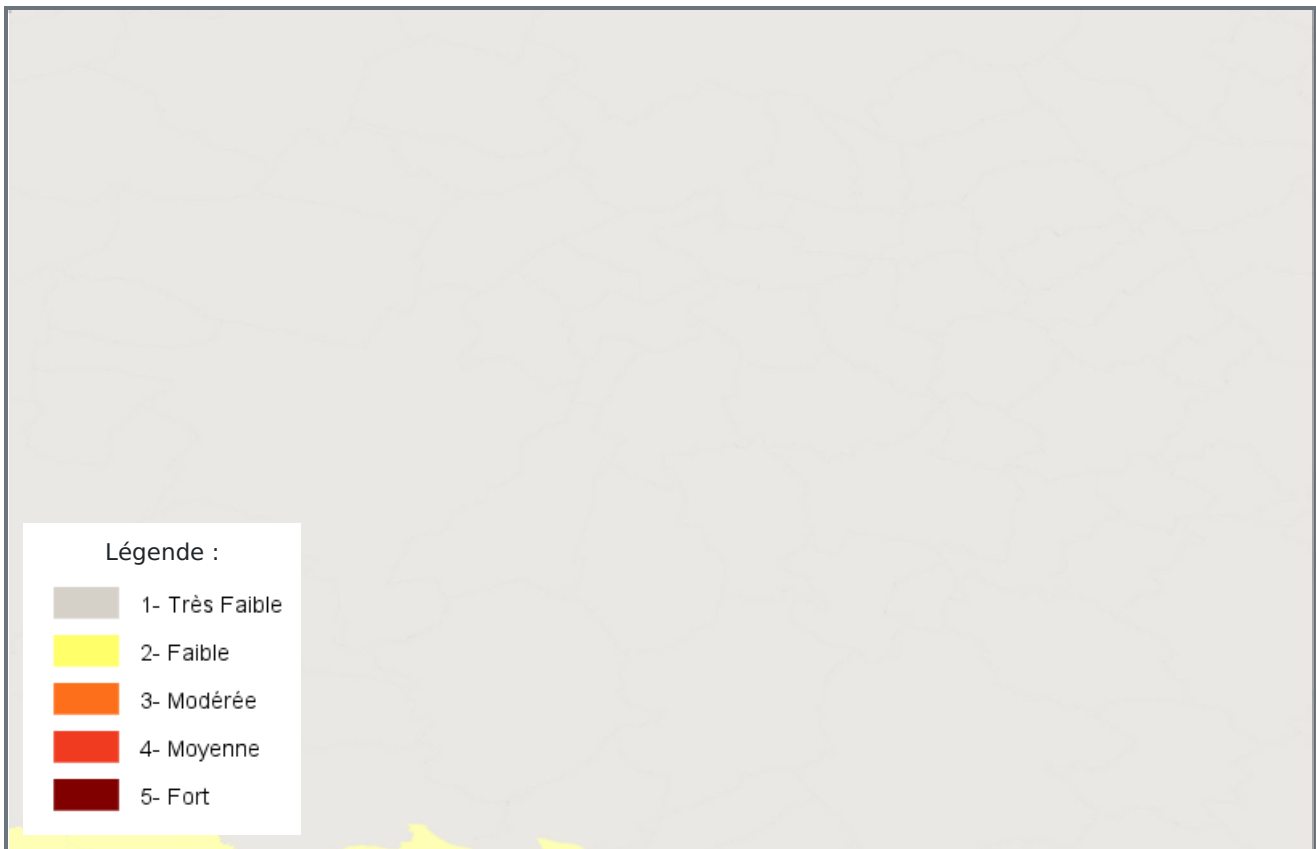 Légende :
1- Très Faible
2- Faible
3- Modérée
4- Moyenne
5- Fort